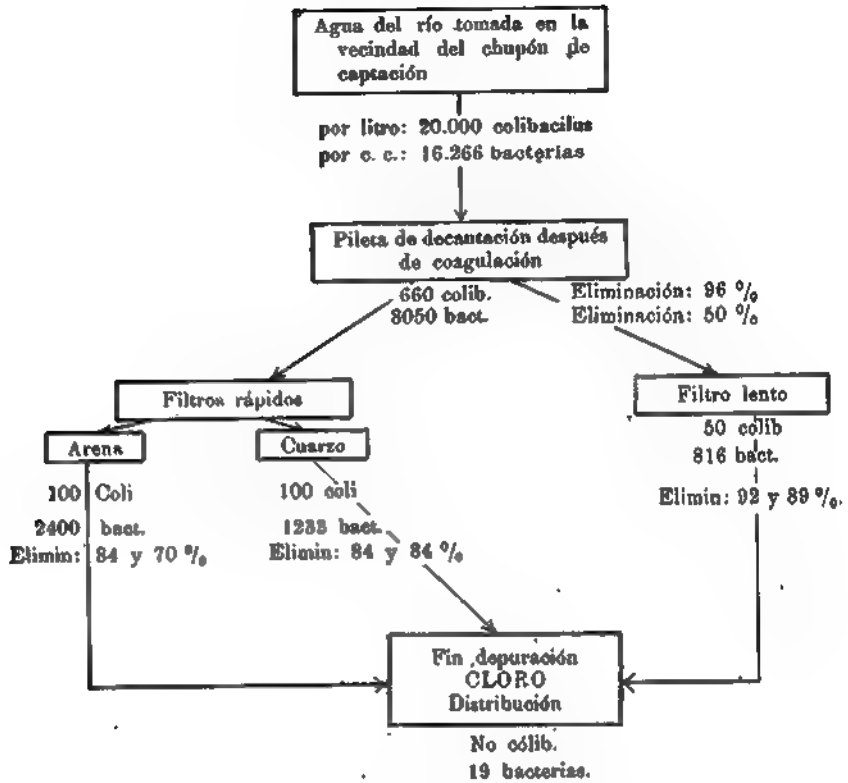 Agua del río tomada en la
vecindad del chupón de
captación
por litro: 20.000 colibacilus
por c. c.: 16.266 bacterias
Pileta de decantación después
de coagulación
660 colib.
8050 bact.
Eliminación: 96 %
Eliminación: 50 %
Filtros rápidos
Filtro lento
Arena
Cuarzo
50 colib
816 bact.
Elimin: 92 y 89 %.
100 Coli
2400 bact.
Elimin: 84 y 70 %
100 coli
1233 bact.
Elimin: 84 y 84 %
Fin depuración
CLORO
Distribución
No cólib.
19 bacterias.